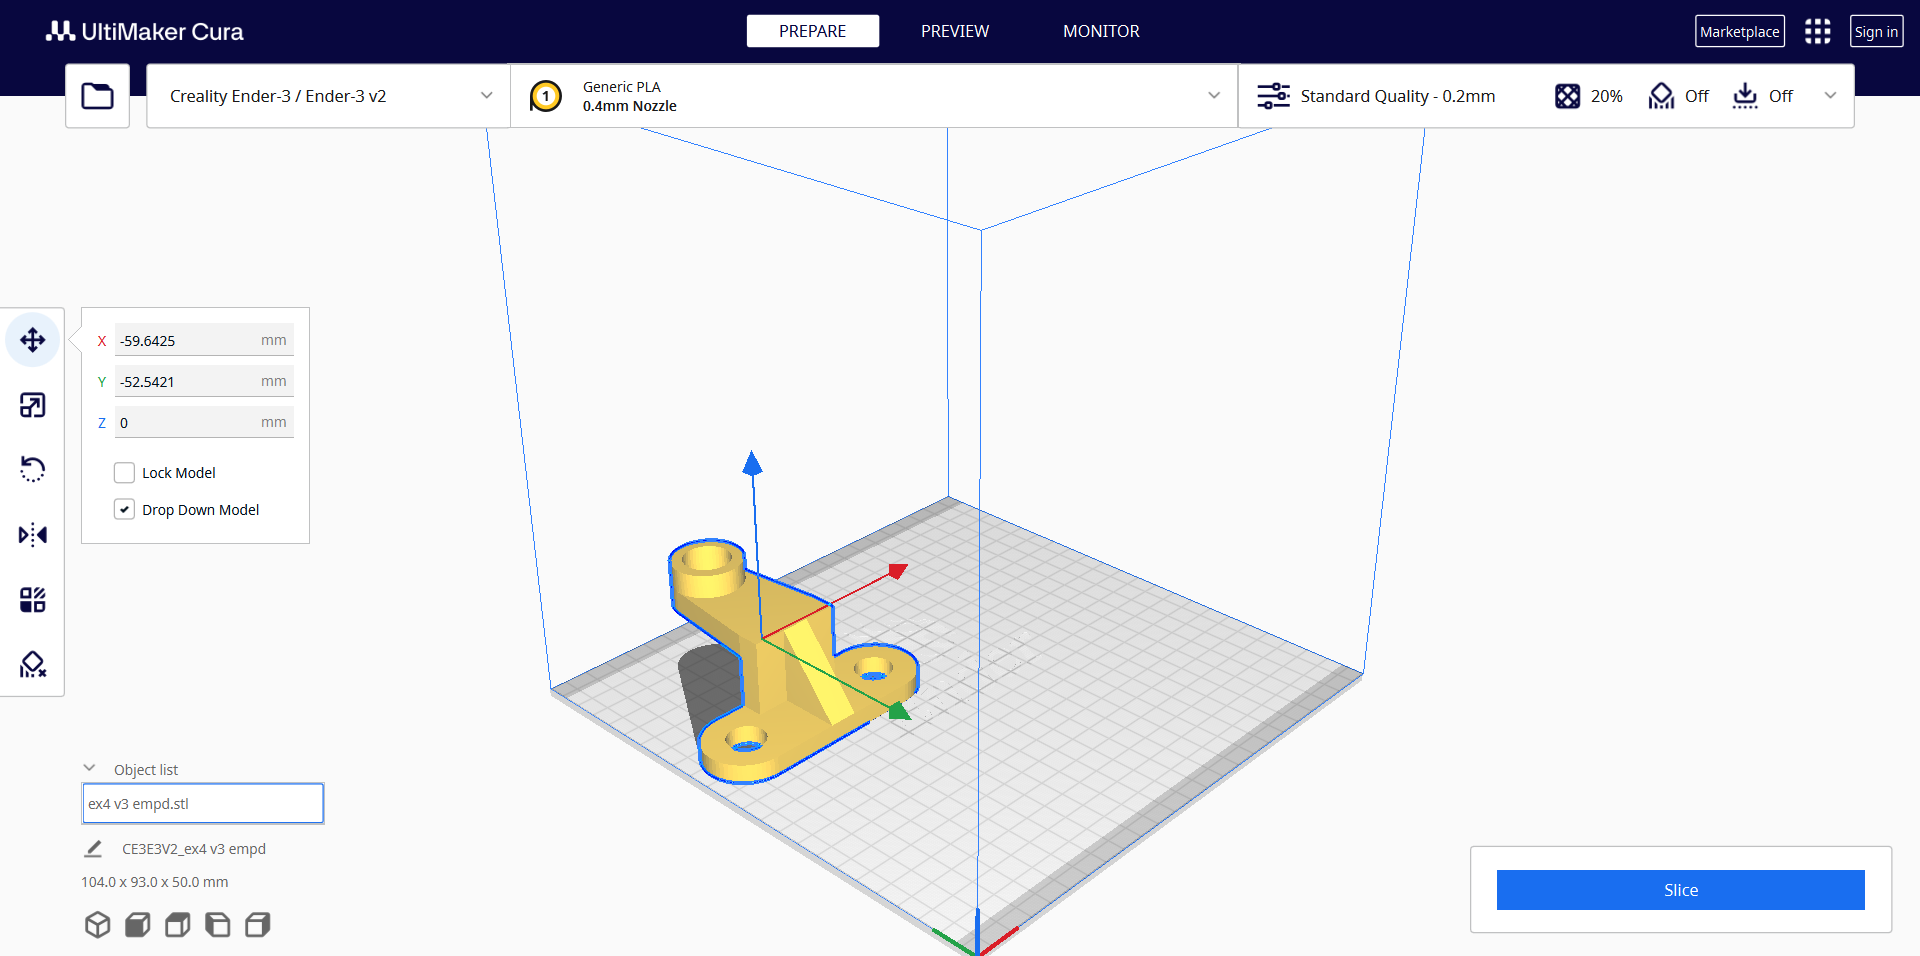 UltiMaker Cura
PREPARE
PREVIEW
MONITOR
Marketplace
Sign in
Creality Ender-3 / Ender-3 v2
1
Generic PLA
0.4mm Nozzle
Standard Quality - 0.2mm
20%
Off
Off
X -59.6425 mm
Y -52.5421 mm
Z 0 mm
Lock Model
Drop Down Model
Object list
ex4 v3 empd.stl
CE3E3V2_ex4 v3 empd
104.0 x 93.0 x 50.0 mm
Slice